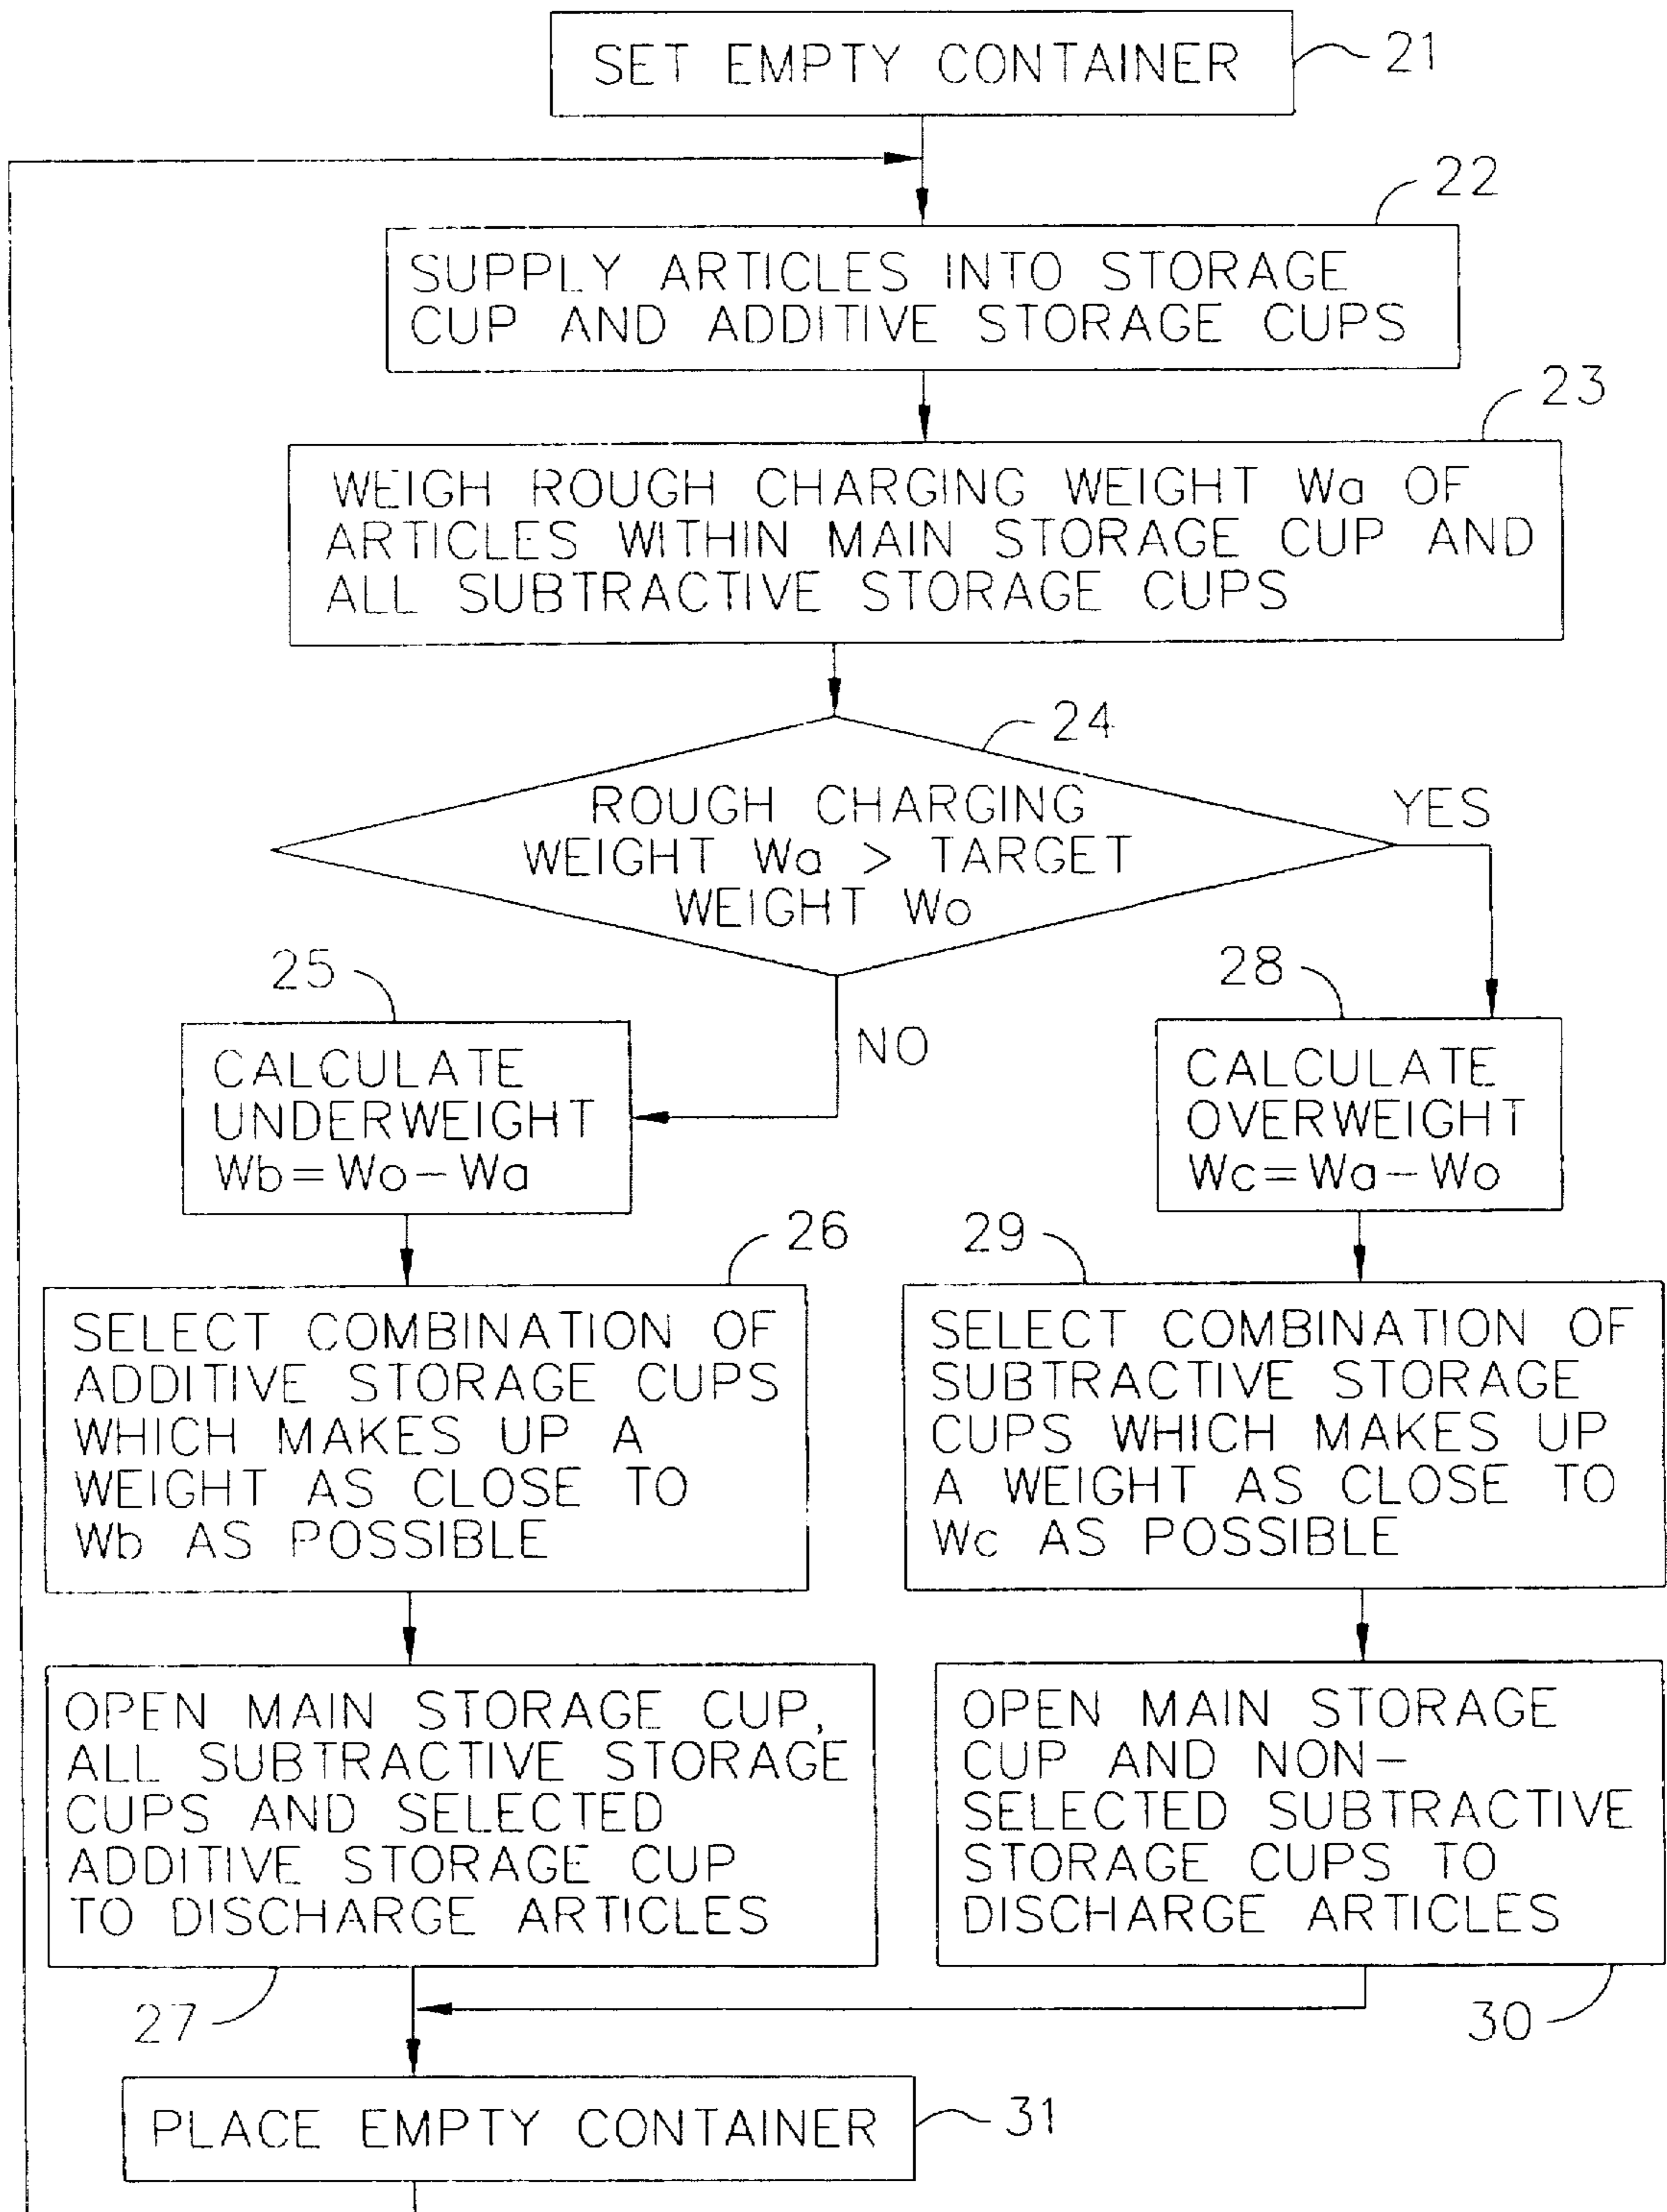 SET EMPTY CONTAINER
21
22
SUPPLY ARTICLES INTO STORAGE
CUP AND ADDITIVE STORAGE CUPS
23
WEIGH ROUGH CHARGING WEIGHT Wa OF
ARTICLES WITHIN MAIN STORAGE CUP AND
ALL SUBTRACTIVE STORAGE CUPS
24
ROUGH CHARGING
WEIGHT Wa > TARGET
WEIGHT Wo
YES
NO
25
CALCULATE
UNDERWEIGHT
Wb=Wo-Wa
28
CALCULATE
OVERWEIGHT
Wc=Wa-Wo
26
SELECT COMBINATION OF
ADDITIVE STORAGE CUPS
WHICH MAKES UP A
WEIGHT AS CLOSE TO
Wb AS POSSIBLE
29
SELECT COMBINATION OF
SUBTRACTIVE STORAGE
CUPS WHICH MAKES UP
A WEIGHT AS CLOSE TO
Wc AS POSSIBLE
OPEN MAIN STORAGE CUP,
ALL SUBTRACTIVE STORAGE
CUPS AND SELECTED
ADDITIVE STORAGE CUP
TO DISCHARGE ARTICLES
27
OPEN MAIN STORAGE
CUP AND NON-
SELECTED SUBTRACTIVE
STORAGE CUPS TO
DISCHARGE ARTICLES
30
PLACE EMPTY CONTAINER
31